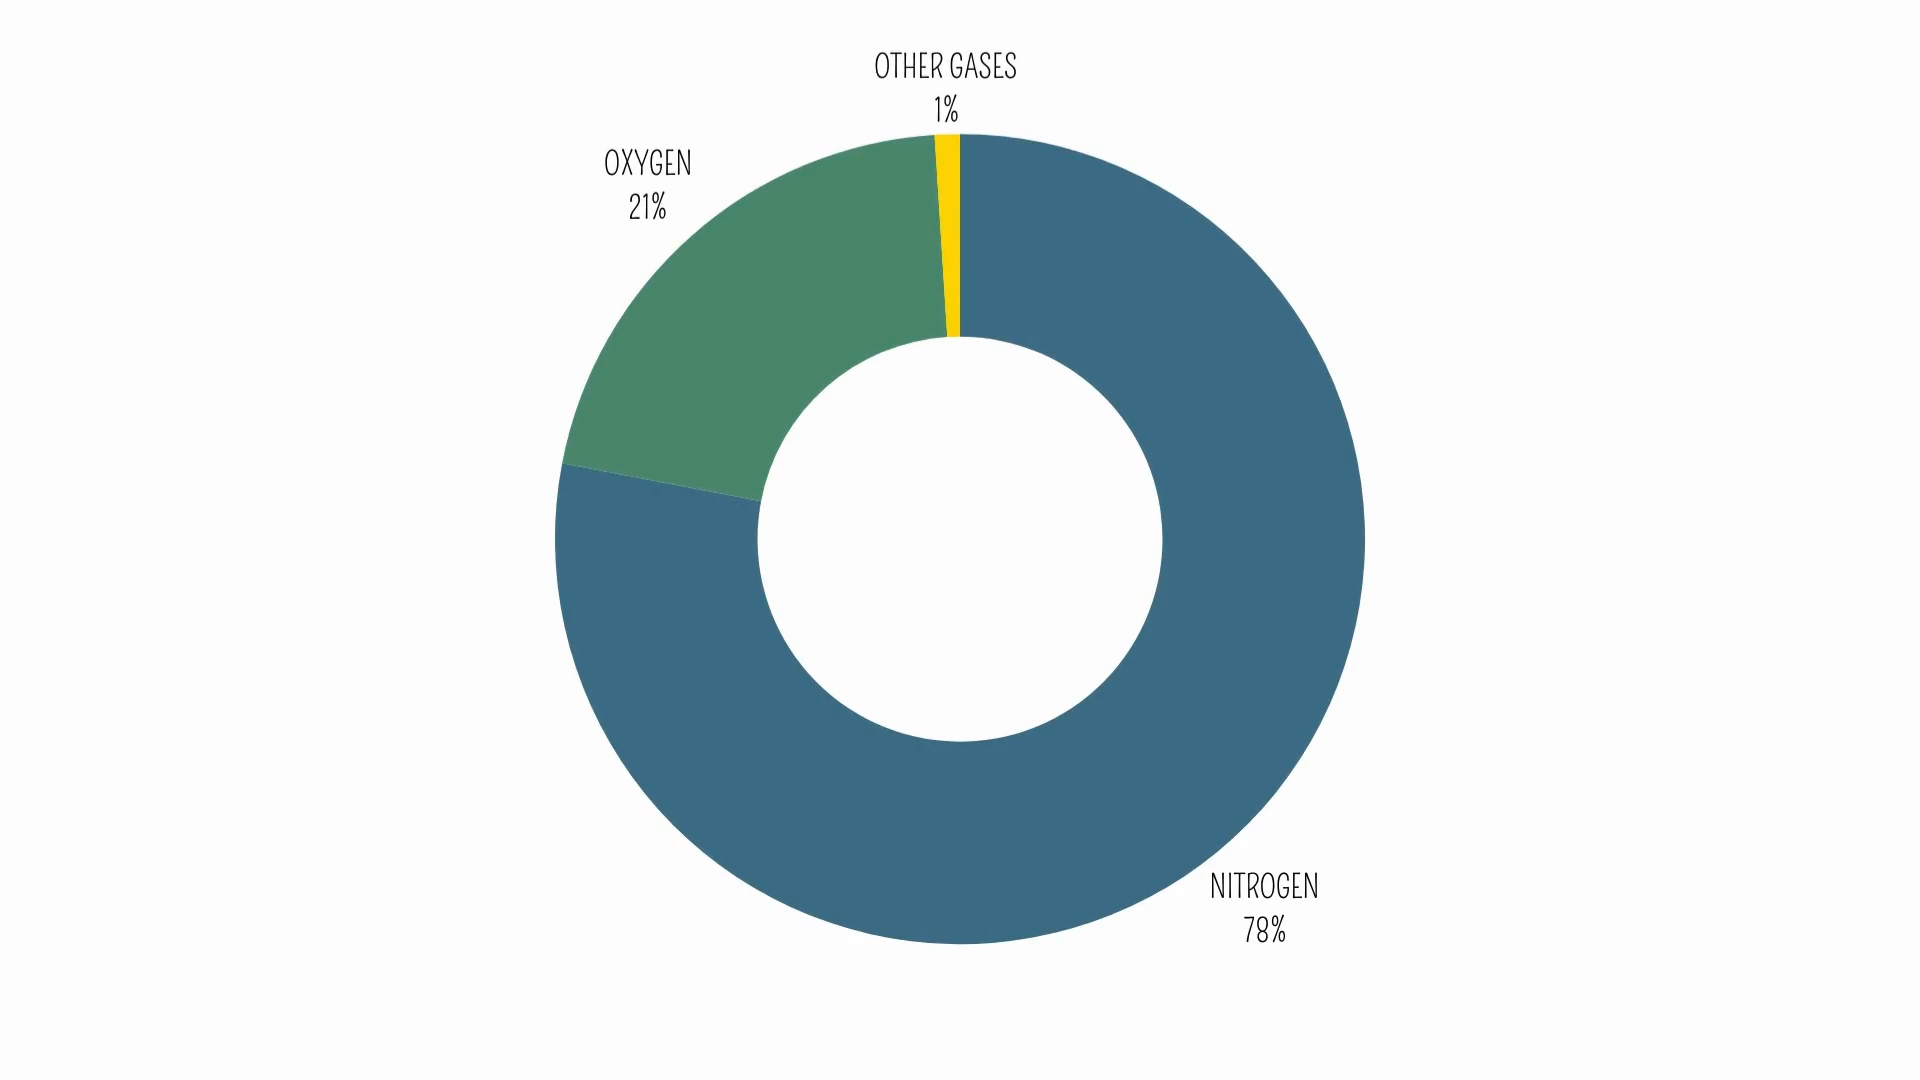 OTHER GASES
1%
OXYGEN
21%
NITROGEN
78%